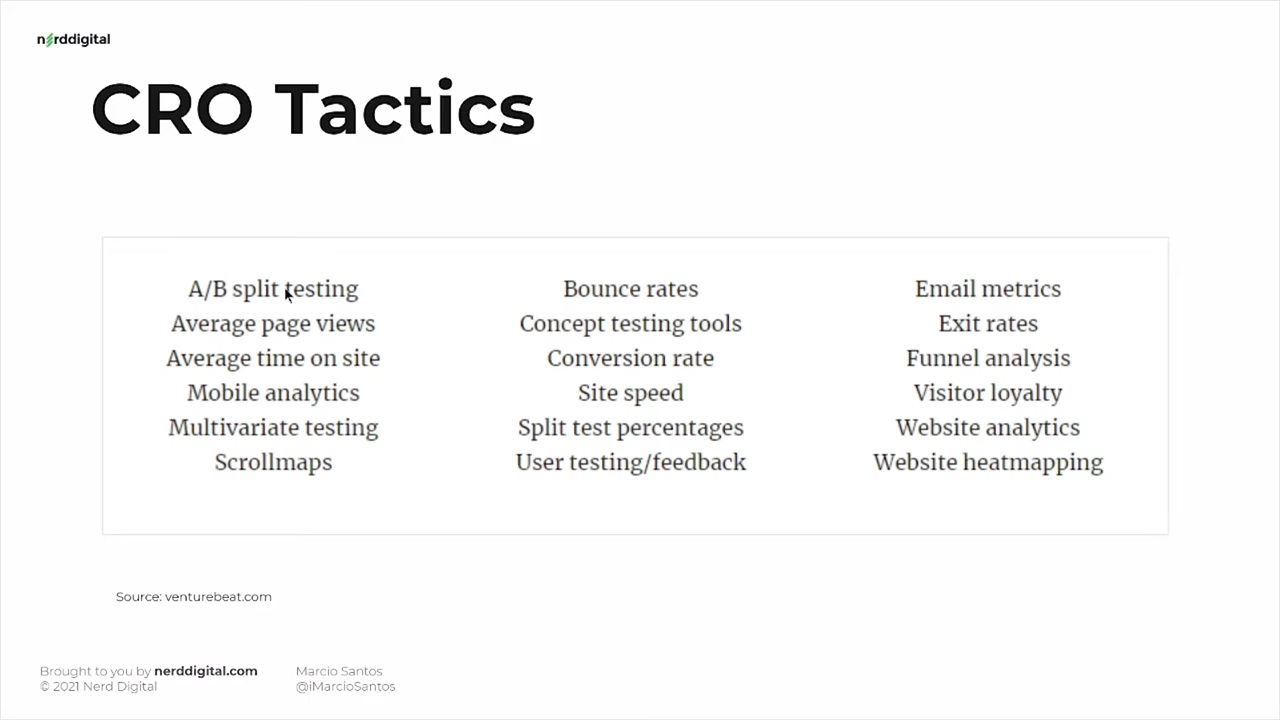 nerddigital
CRO Tactics
A/B split testing
Average page views
Average time on site
Mobile analytics
Multivariate testing
Scrollmaps
Bounce rates
Concept testing tools
Conversion rate
Site speed
Split test percentages
User testing/feedback
Email metrics
Exit rates
Funnel analysis
Visitor loyalty
Website analytics
Website heatmapping
Source: venturebeat.com
Brought to you by nerddigital.com
© 2021 Nerd Digital
Marcio Santos
@iMarcioSantos